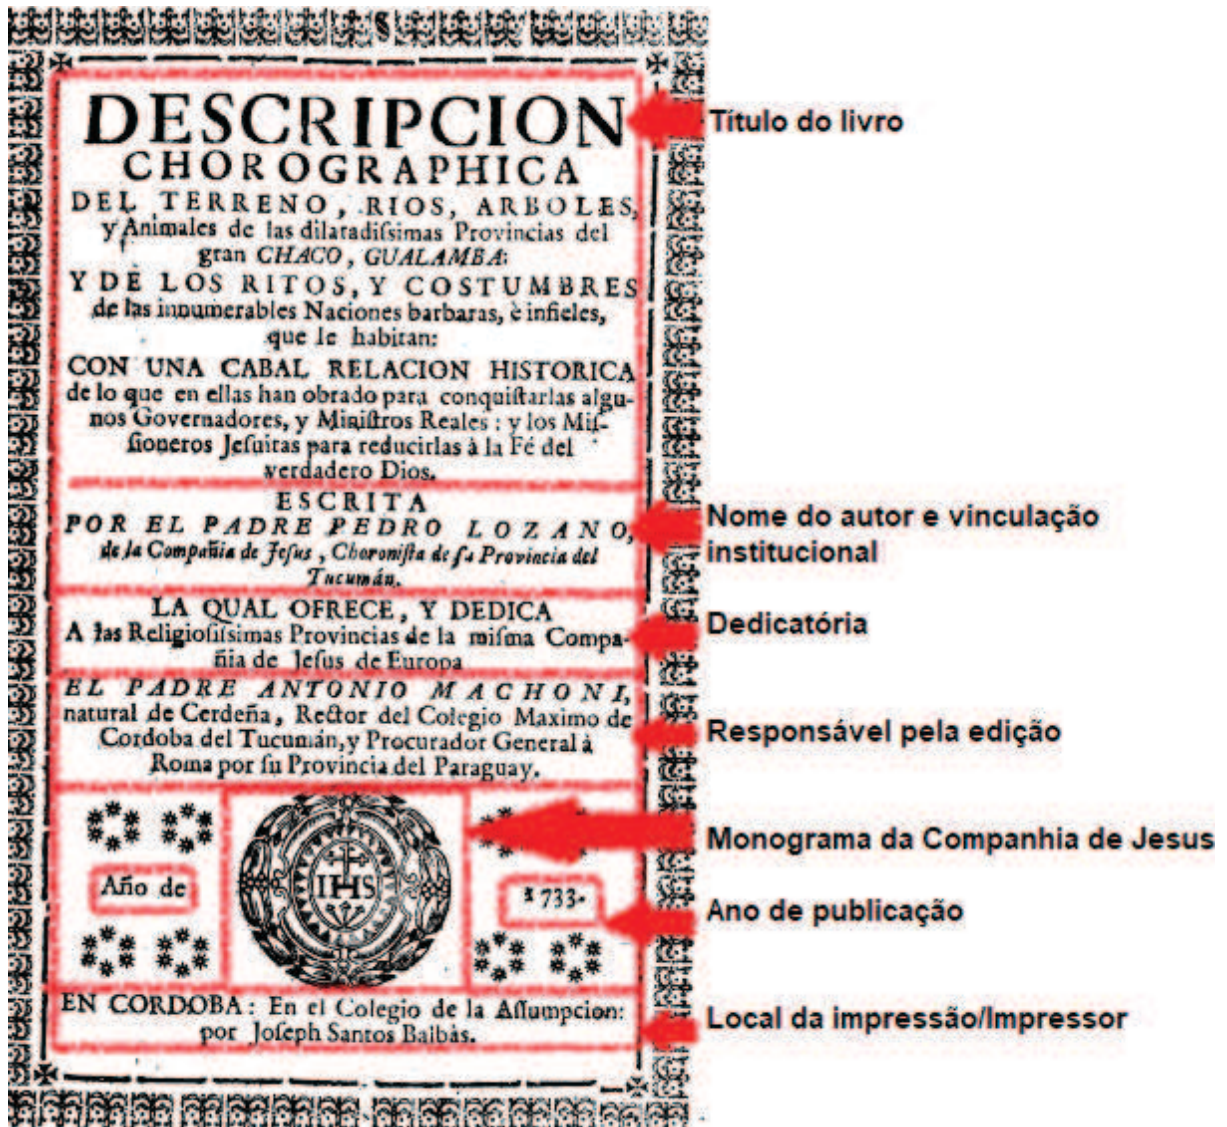 DESCRIPCION
CHOROGRAPHICA
DEL TERRENO, RIOS, ARBOLES,
y Animales de las dilatadiſsimas Provincias del
gran CHACO, GUALAMBA:
Y DE LOS RITOS, Y COSTUMBRES
de las innumerables Naciones barbaras, è infieles,
que le habitan:
CON UNA CABAL RELACION HISTORICA
de lo que en ellas han obrado para conquiſtarlas algu-
nos Governadores, y Miniſtros Reales: y los Miſ-
ſioneros Jeſuitas para reducirlas à la Fé del
verdadero Dios.
ESCRITA
POR EL PADRE PEDRO LOZANO,
de la Compañia de Jeſus, Choroniſta de ſu Provincia del
Tucumán.
LA QUAL OFRECE, Y DEDICA
A las Religioſiſsimas Provincias de la miſma Compa-
ñia de Jeſus de Europa
EL PADRE ANTONIO MACHONI,
natural de Cerdeña, Rector del Colegio Maximo de
Cordoba del Tucumán, y Procurador General à
Roma por ſu Provincia del Paraguay.
Año de
IHS
1733.
EN CORDOBA: En el Colegio de la Aſſumpcion:
por Joſeph Santos Balbàs.
Título do livro
Nome do autor e vinculação
institucional
Dedicatória
Responsável pela edição
Monograma da Companhia de Jesus
Ano de publicação
Local da impressão/Impressor